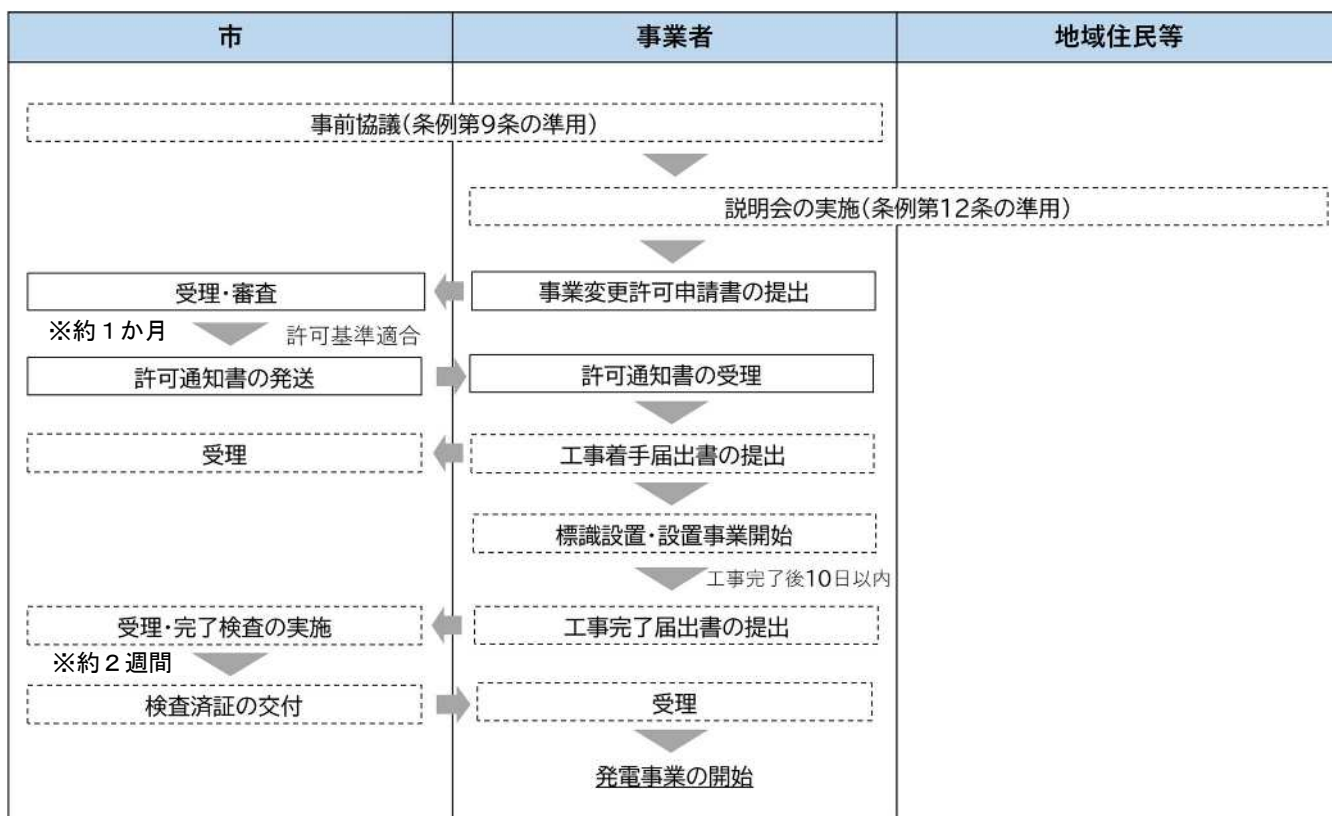 市 事業者 地域住民等
事前協議（条例第9条の準用）
説明会の実施（条例第12条の準用）
受理・審査 事業変更許可申請書の提出
※約１か月 許可基準適合
許可通知書の発送 許可通知書の受理
受理 工事着手届出書の提出
標識設置・設置事業開始
工事完了後10日以内
受理・完了検査の実施 工事完了届出書の提出
※約２週間
検査済証の交付 受理
発電事業の開始